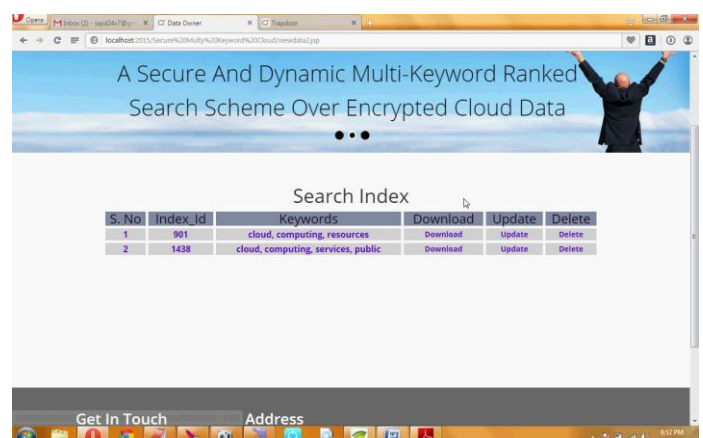 Opera
Inbox (2) - sajid24x7@gm
Data Owner
Trapdoor
localhost:2015/Secure%20Multy%20Keyword%20Cloud/viewdata2.jsp
A Secure And Dynamic Multi-Keyword Ranked
Search Scheme Over Encrypted Cloud Data
Search Index
S. No Index_Id Keywords Download Update Delete
1 901 cloud, computing, resources Download Update Delete
2 1438 cloud, computing, services, public Download Update Delete
Get In Touch Address
8:32 PM